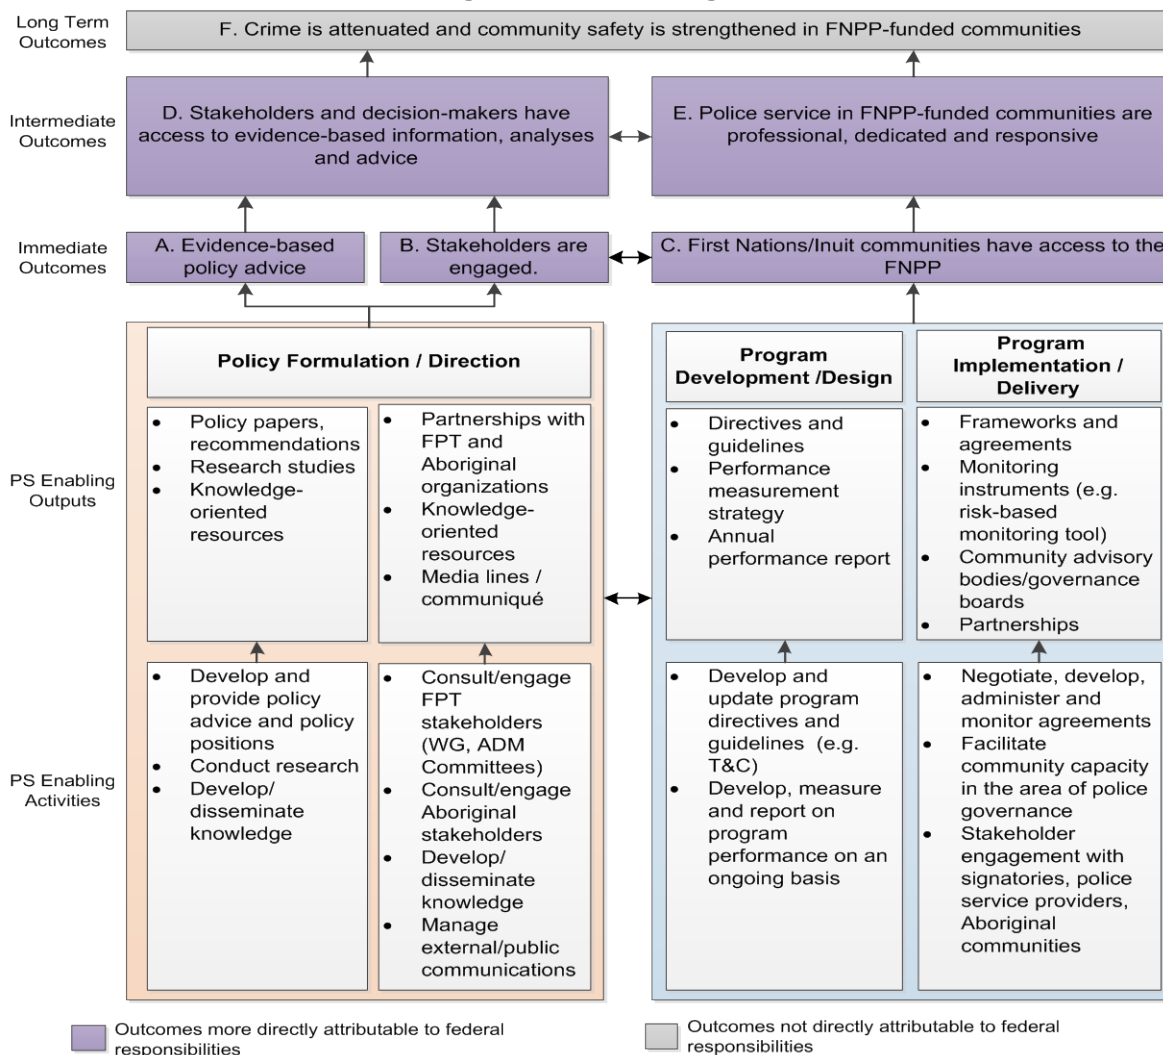 Long Term
Outcomes
F. Crime is attenuated and community safety is strengthened in FNPP-funded communities
Intermediate
Outcomes
D. Stakeholders and decision-makers have
access to evidence-based information, analyses
and advice
E. Police service in FNPP-funded communities are
professional, dedicated and responsive
Immediate
Outcomes
A. Evidence-based
policy advice
B. Stakeholders are
engaged.
C. First Nations/Inuit communities have access to the
FNPP
Policy Formulation / Direction
Program
Development /Design
Program
Implementation /
Delivery
PS Enabling
Outputs
• Policy papers,
recommendations
• Research studies
• Knowledge-
oriented
resources
• Partnerships with
FPT and
Aboriginal
organizations
• Knowledge-
oriented
resources
• Media lines /
communiqué
• Directives and
guidelines
• Performance
measurement
strategy
• Annual
performance report
• Frameworks and
agreements
• Monitoring
instruments (e.g.
risk-based
monitoring tool)
• Community advisory
bodies/governance
boards
• Partnerships
PS Enabling
Activities
• Develop and
provide policy
advice and policy
positions
• Conduct research
• Develop/
disseminate
knowledge
• Consult/engage
FPT
stakeholders
(WG, ADM
Committees)
• Consult/engage
Aboriginal
stakeholders
• Develop/
disseminate
knowledge
• Manage
external/public
communications
• Develop and
update program
directives and
guidelines (e.g.
T&C)
• Develop, measure
and report on
program
performance on an
ongoing basis
• Negotiate, develop,
administer and
monitor agreements
• Facilitate
community capacity
in the area of police
governance
• Stakeholder
engagement with
signatories, police
service providers,
Aboriginal
communities
Outcomes more directly attributable to federal
responsibilities
Outcomes not directly attributable to federal
responsibilities